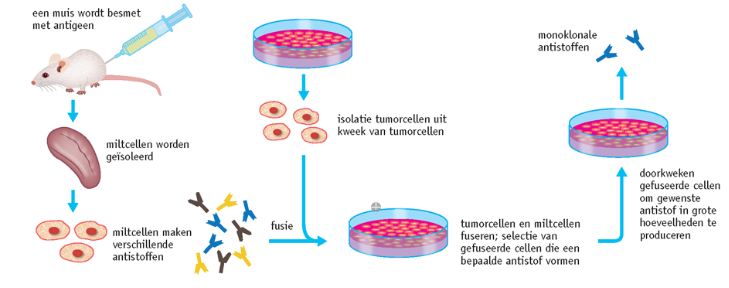 een muis wordt besmet
met antigeen
miltcellen worden
geïsoleerd
miltcellen maken
verschillende
antistoffen
fusie
isolatie tumorcellen uit
kweek van tumorcellen
tumorcellen en miltcellen
fuseren; selectie van
gefuseerde cellen die een
bepaalde antistof vormen
doorkweken
gefuseerde cellen
om gewenste
antistof in grote
hoeveelheden te
produceren
monoklonale
antistoffen